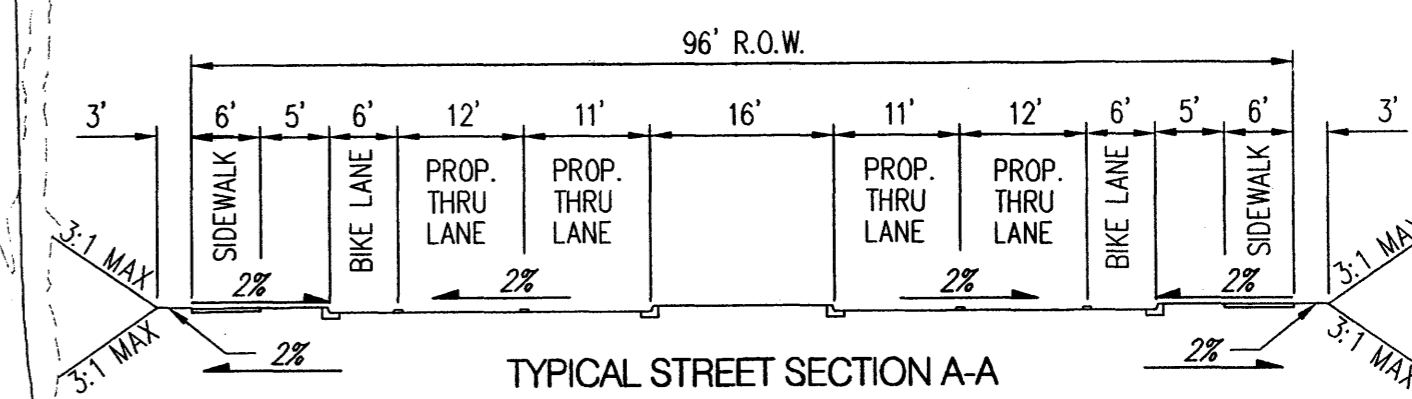 96' R.O.W.
3' 6' 5' 6' 12' 11' 16' 11' 12' 6' 5' 6' 3'
SIDEWALK
BIKE LANE
PROP.
THRU
LANE
PROP.
THRU
LANE
PROP.
THRU
LANE
PROP.
THRU
LANE
BIKE LANE
SIDEWALK
3:1 MAX
2%
2%
2%
2%
3:1 MAX
3:1 MAX
2%
2%
3:1 MAX
TYPICAL STREET SECTION A-A